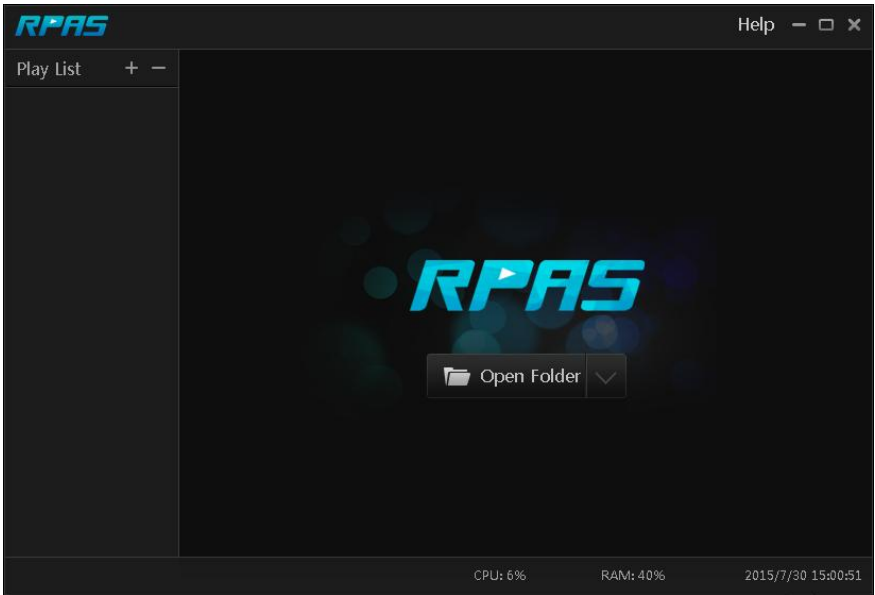 RPAS
Help
Play List
RPAS
Open Folder
CPU: 6% RAM: 40% 2015/7/30 15:00:51